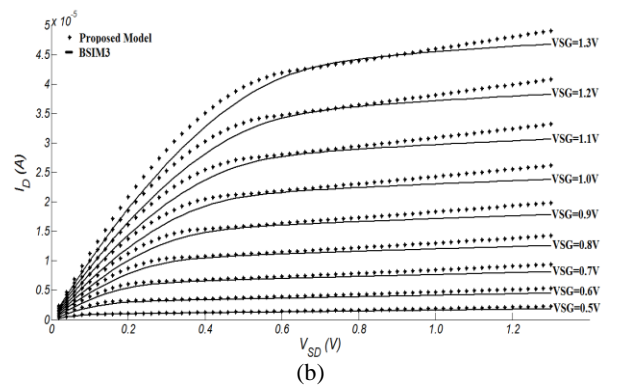 5 x 10⁻⁵
Proposed Model
BSIM3
4.5
4
3.5
3
2.5
2
1.5
1
0.5
0
I_D (A)
VSG=1.3V
VSG=1.2V
VSG=1.1V
VSG=1.0V
VSG=0.9V
VSG=0.8V
VSG=0.7V
VSG=0.6V
VSG=0.5V
0 0.2 0.4 0.6 0.8 1.0 1.2
V_SD (V)
(b)